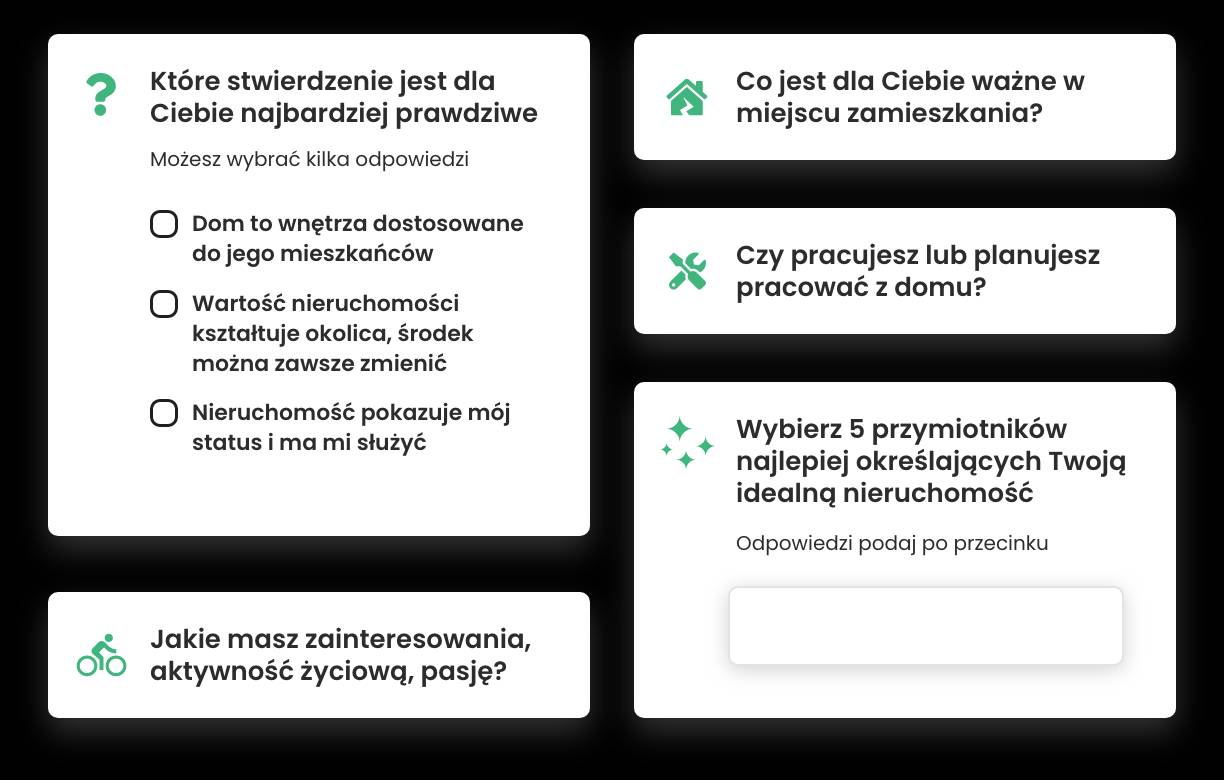 Które stwierdzenie jest dla
Ciebie najbardziej prawdziwe
Możesz wybrać kilka odpowiedzi
Dom to wnętrza dostosowane
do jego mieszkańców
Wartość nieruchomości
kształtuje okolica, środek
można zawsze zmienić
Nieruchomość pokazuje mój
status i ma mi służyć
Jakie masz zainteresowania,
aktywność życiową, pasję?
Co jest dla Ciebie ważne w
miejscu zamieszkania?
Czy pracujesz lub planujesz
pracować z domu?
Wybierz 5 przymiotników
najlepiej określających Twoją
idealną nieruchomość
Odpowiedzi podaj po przecinku